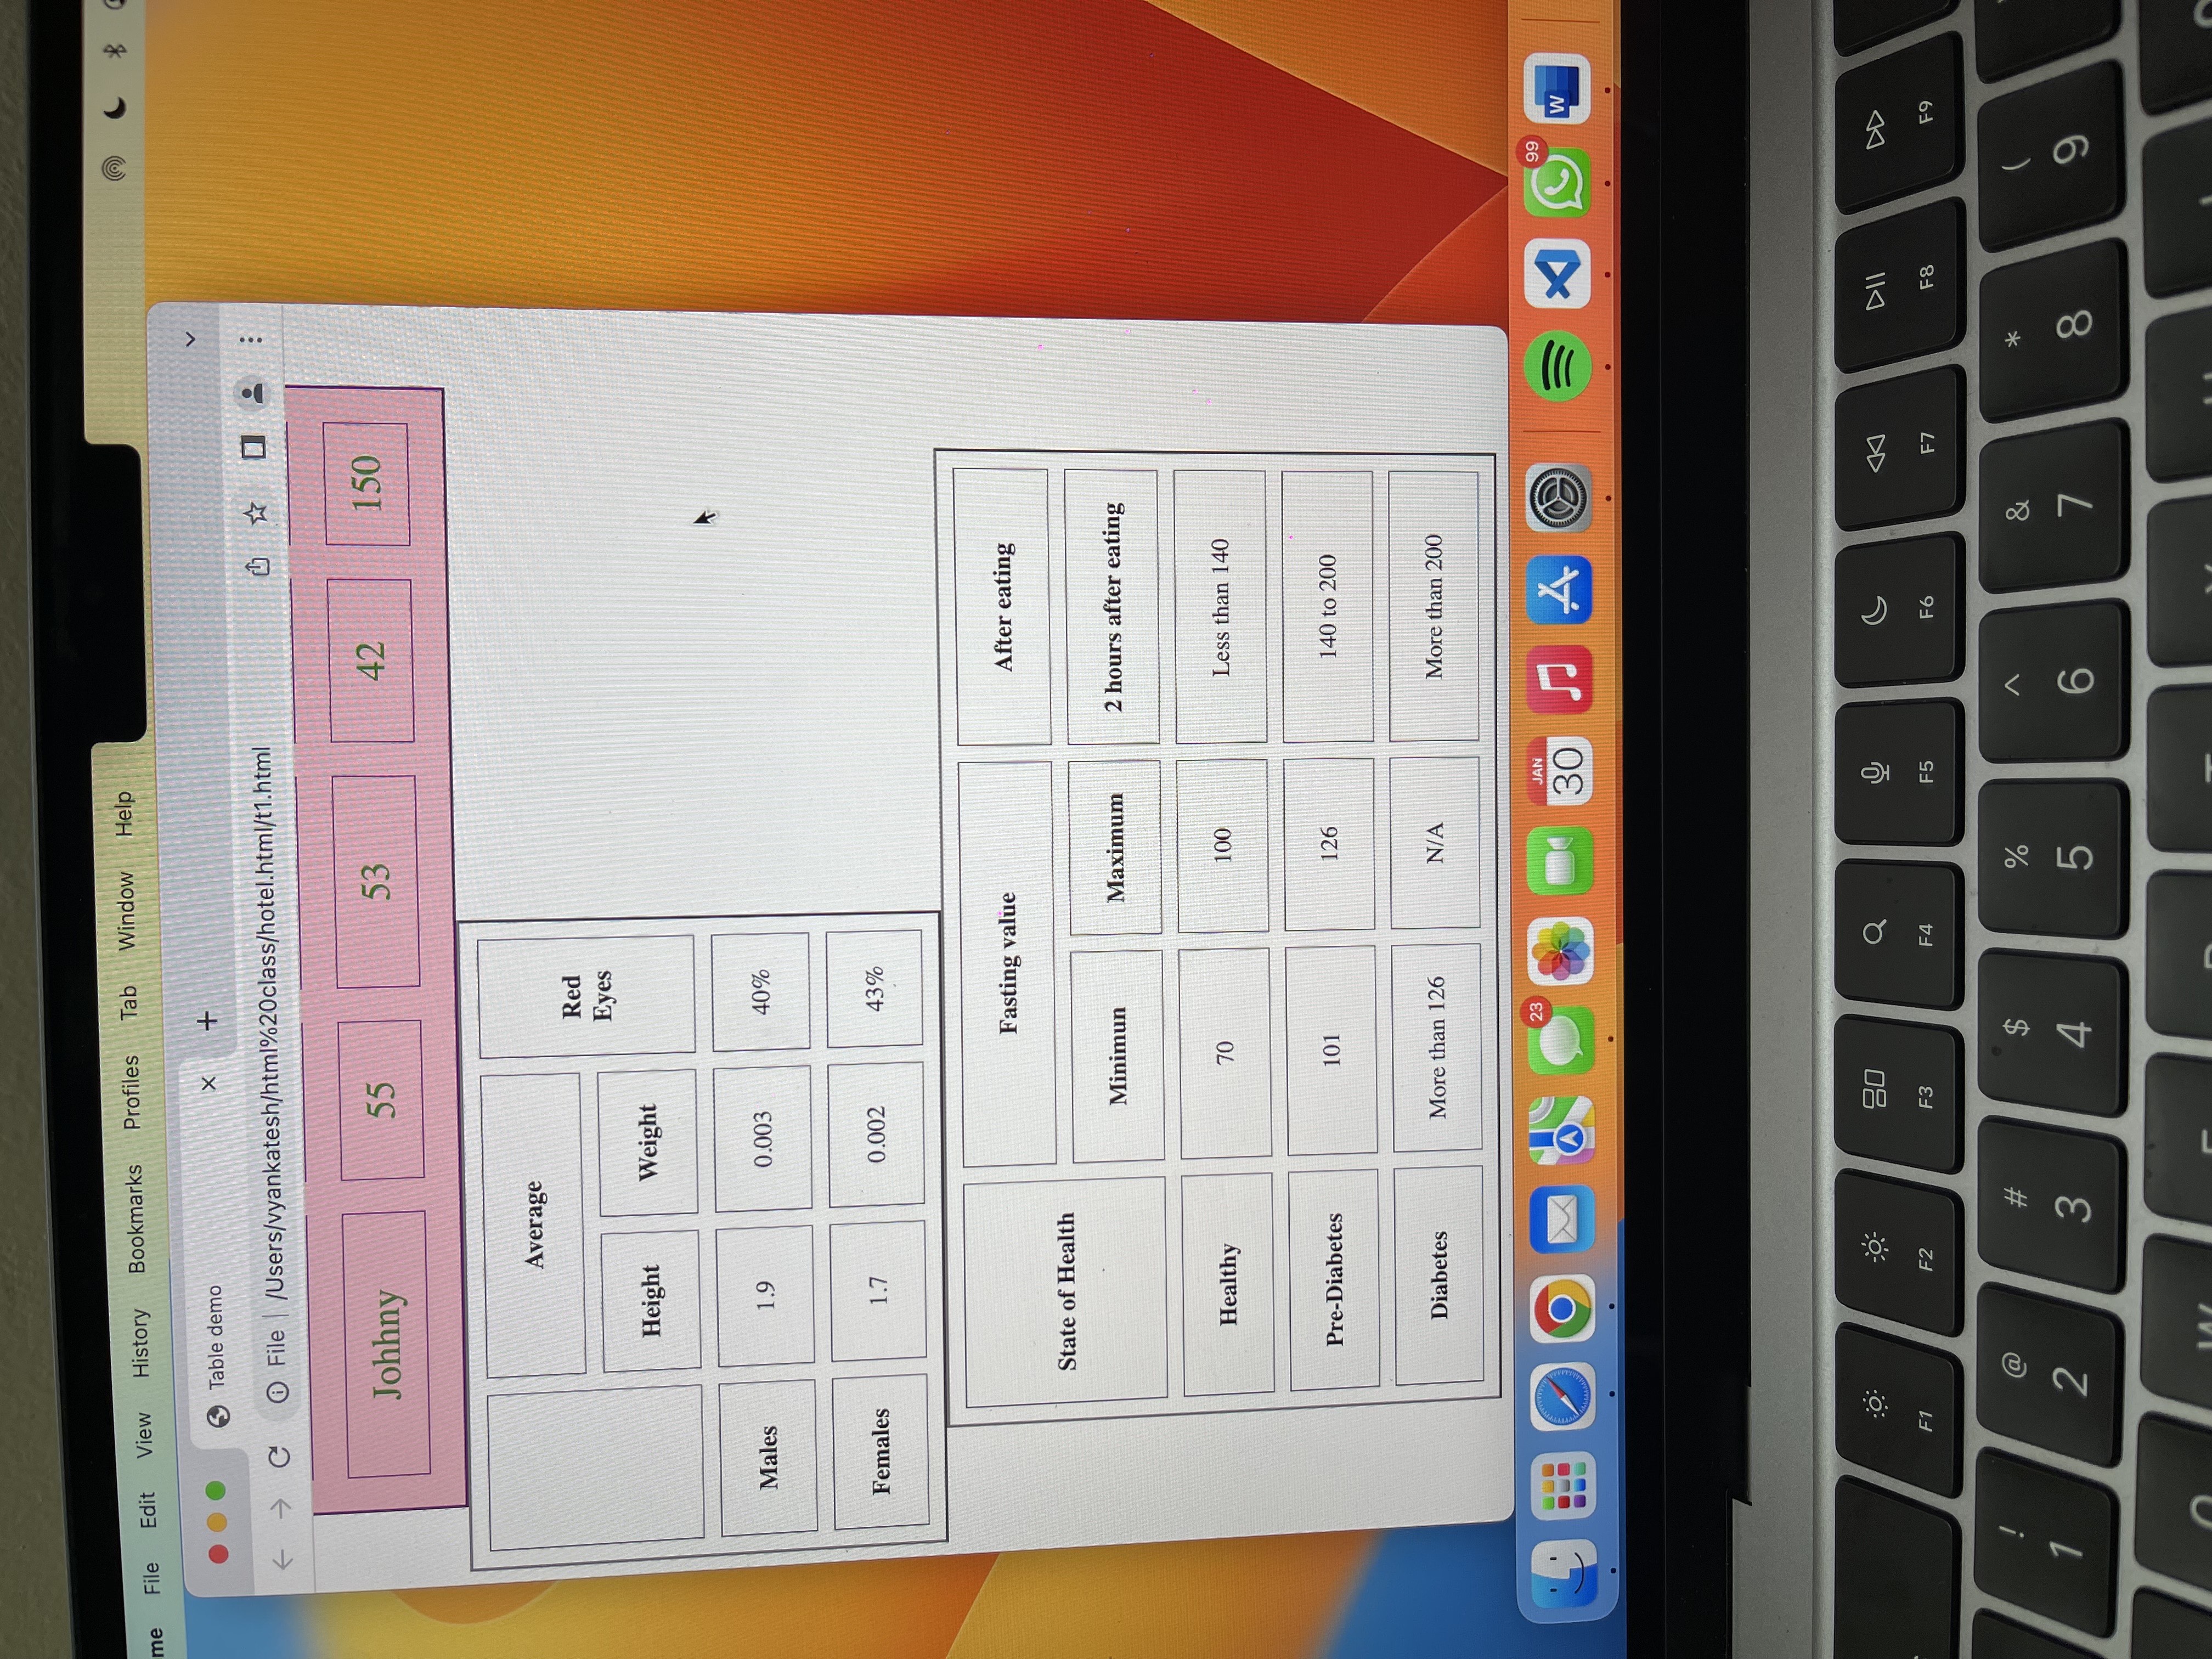 me File Edit View History Bookmarks Profiles Tab Window Help
Table demo
File /Users/vyankatesh/html%20class/hotel.html/t1.html
Johhny 55 53 42 150
Average
Red
Eyes
Height Weight
Males 1.9 0.003 40%
Females 1.7 0.002 43%
State of Health
Fasting value After eating
Minimun Maximum 2 hours after eating
Healthy 70 100 Less than 140
Pre-Diabetes 101 126 140 to 200
Diabetes More than 126 N/A More than 200
23
JAN
30
99
W
F1 F2 F3 F4 F5 F6 F7 F8 F9
! @ # $ % ^ & * (
1 2 3 4 5 6 7 8 9